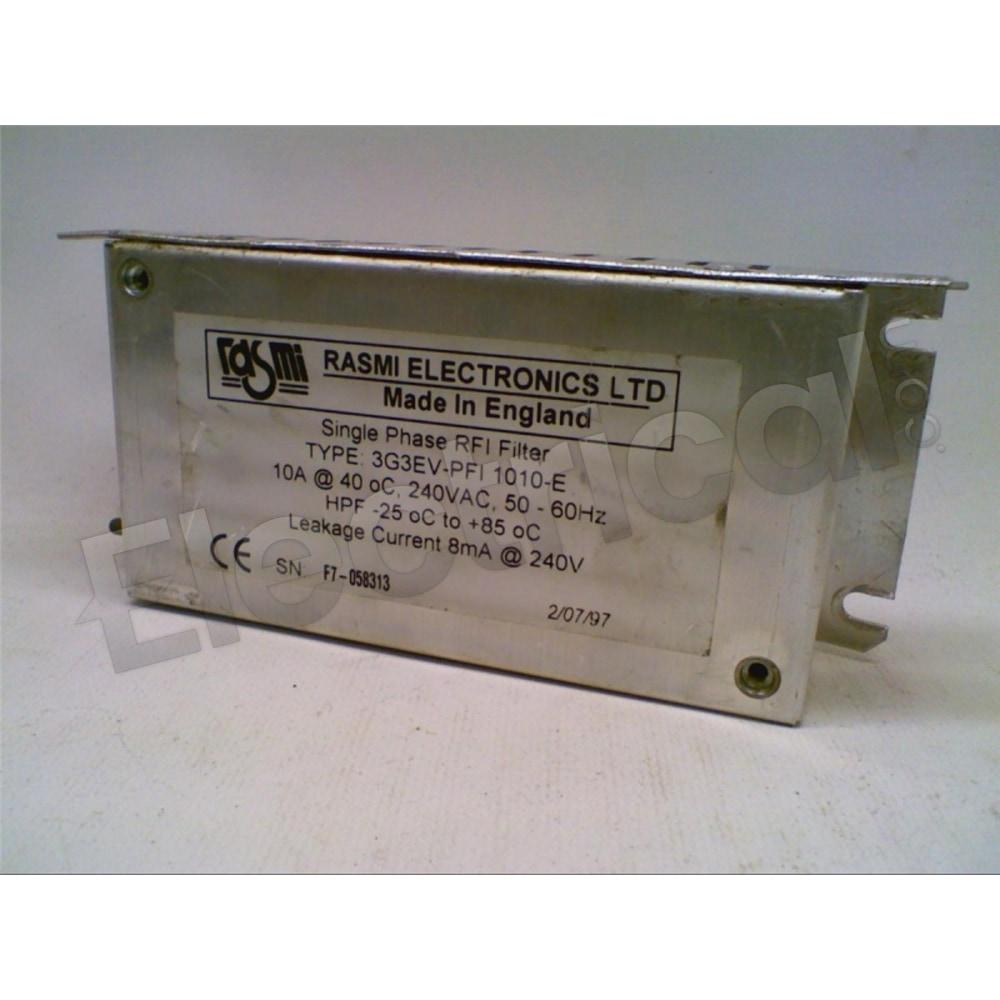 rasmi RASMI ELECTRONICS LTD
Made In England
Single Phase RFI Filter
TYPE: 3G3EV-PFI 1010-E
10A @ 40 oC, 240VAC, 50 - 60Hz
HPF -25 oC to +85 oC
Leakage Current 8mA @ 240V
CE SN F7-058313
2/07/97
Electrical.com